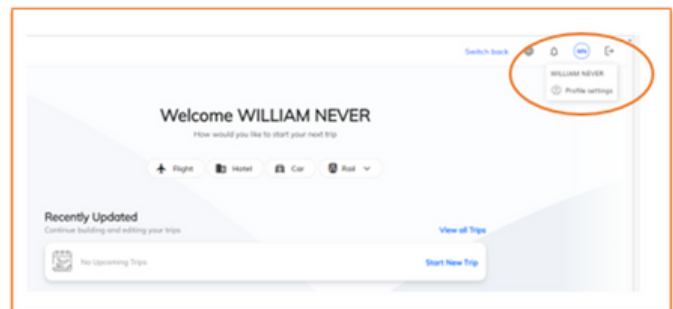 Switch back
WN
WILLIAM NEVER
Profile settings
Welcome WILLIAM NEVER
How would you like to start your next trip
Flight Hotel Car Rail
Recently Updated
Continue building and editing your trips
View all Trips
No Upcoming Trips
Start New Trip